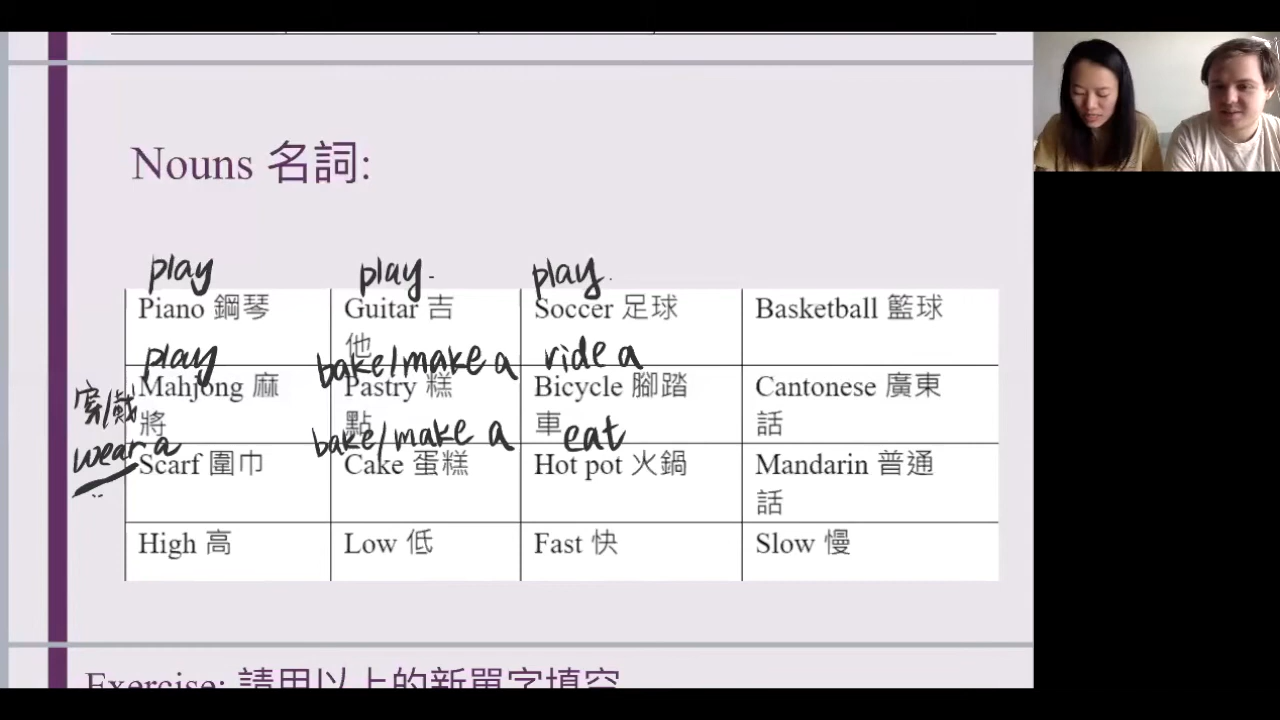 Nouns 名詞:
play play. play.
Piano 鋼琴 Guitar 吉他 Soccer 足球 Basketball 籃球
play bake/make a ride a
Mahjong 麻將 Pastry 糕點 Bicycle 腳踏車 Cantonese 廣東話
穿/戴
wear a bake/make a eat
Scarf 圍巾 Cake 蛋糕 Hot pot 火鍋 Mandarin 普通話
High 高 Low 低 Fast 快 Slow 慢
Exercise: 請用以上的新單字填空